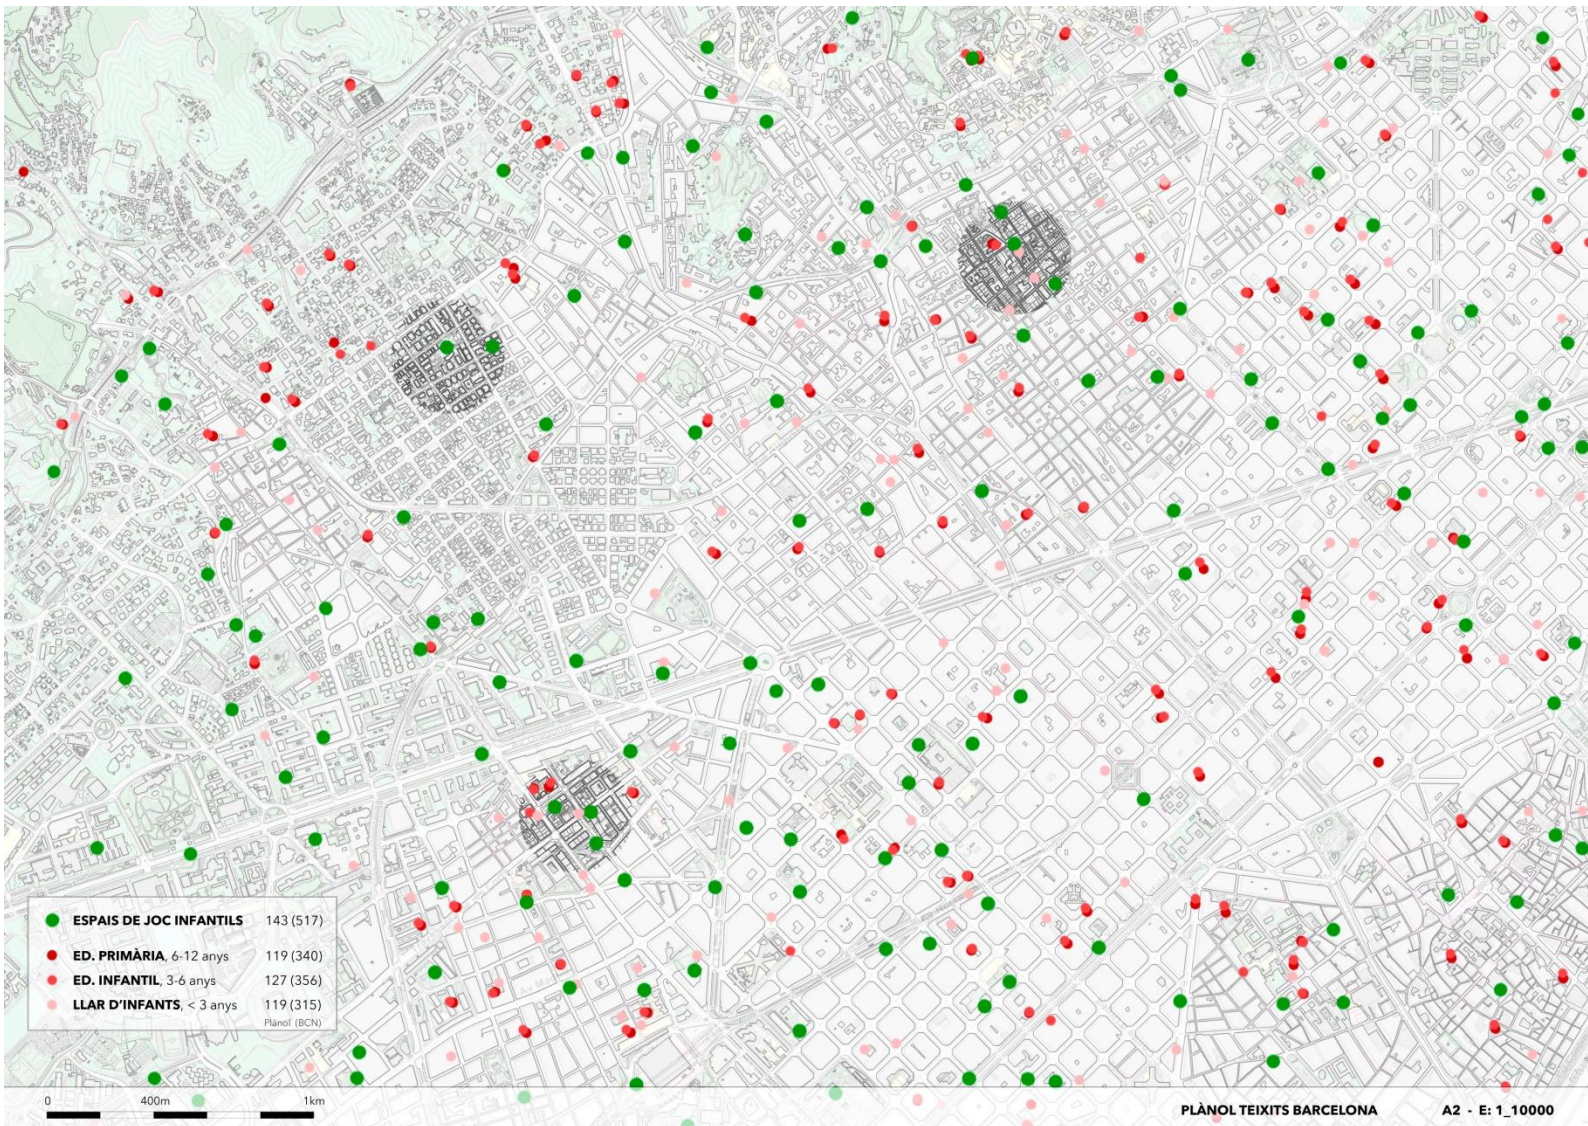 ESPAIS DE JOC INFANTILS 143 (517)
ED. PRIMÀRIA, 6-12 anys 119 (340)
ED. INFANTIL, 3-6 anys 127 (356)
LLAR D'INFANTS, < 3 anys 119 (315)
Plànol (BCN)
0 400m 1km
PLÀNOL TEIXITS BARCELONA A2 - E: 1_10000